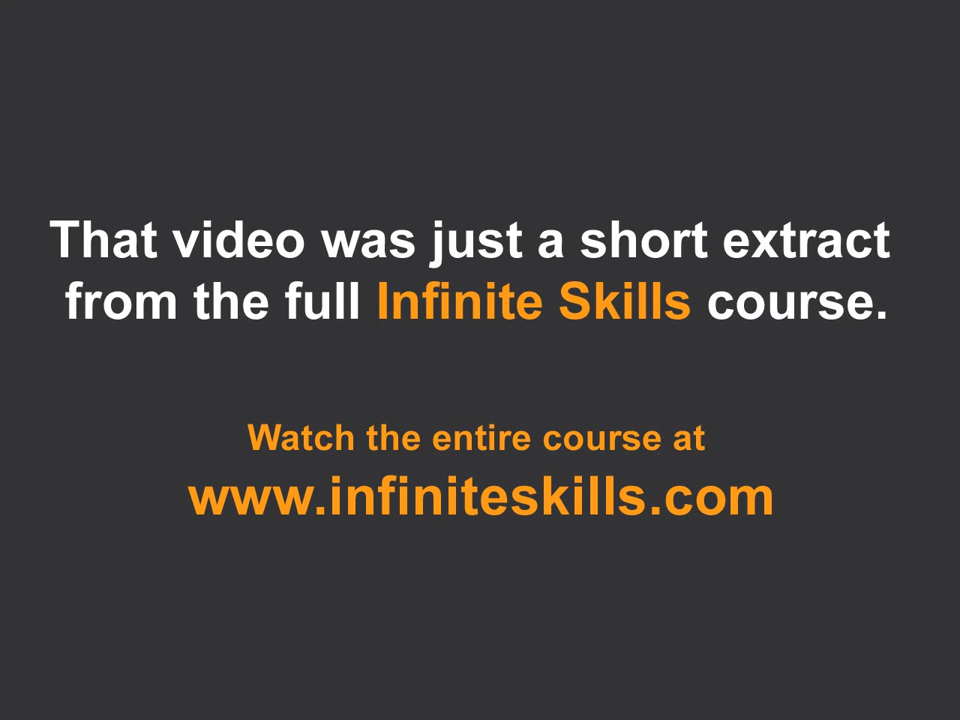 That video was just a short extract
from the full Infinite Skills course.
Watch the entire course at
www.infiniteskills.com